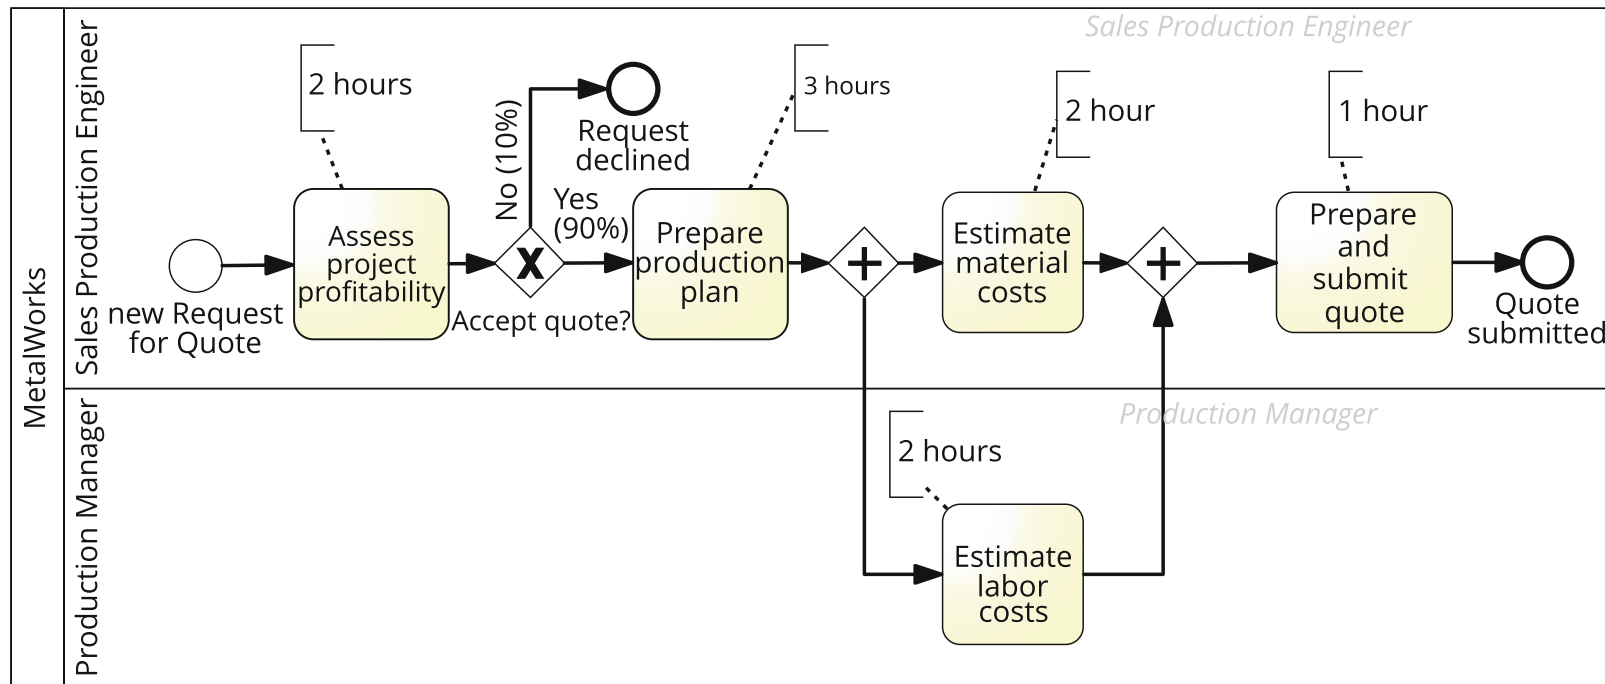 MetalWorks
Sales Production Engineer
Sales Production Engineer
2 hours
No (10%)
Request
declined
3 hours
2 hour
1 hour
new Request
for Quote
Assess
project
profitability
X
Accept quote?
Yes
(90%)
Prepare
production
plan
Estimate
material
costs
Prepare
and
submit
quote
Quote
submitted
Production Manager
Production Manager
2 hours
Estimate
labor
costs